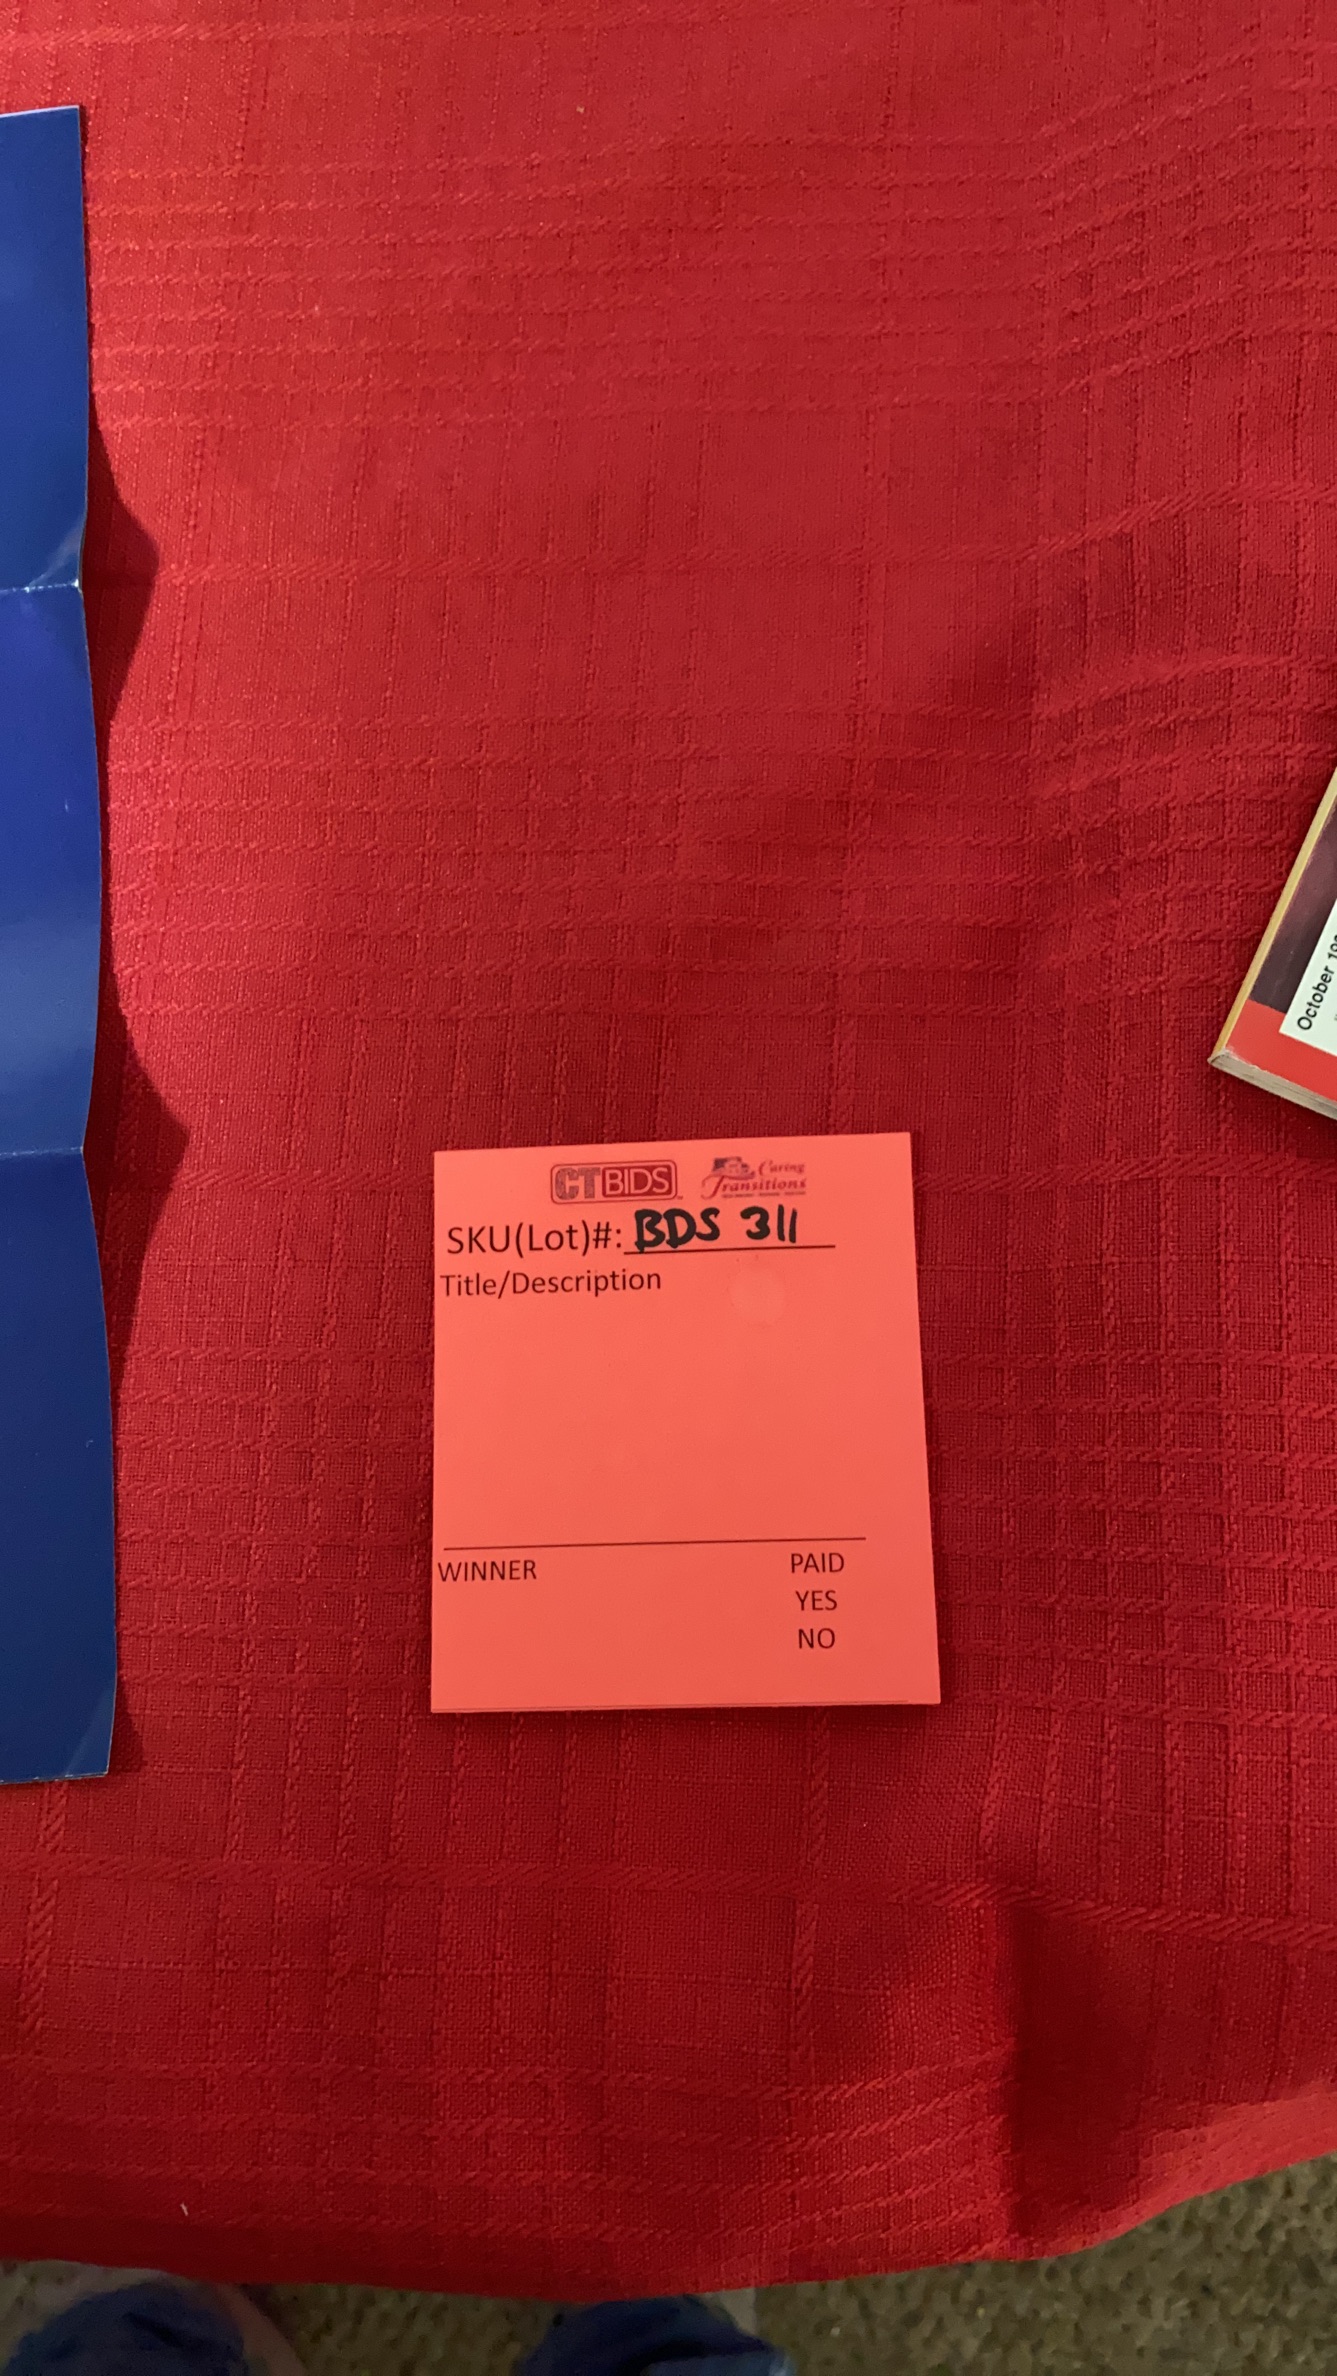 CTBIDS Caring Transitions
SKU(Lot)#: BDS 311
Title/Description
WINNER PAID
YES
NO
October